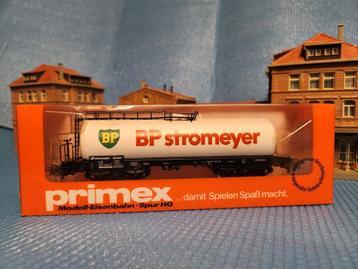 BP
BP stromeyer
primex
...damit Spielen Spaß macht.
Modell-Eisenbahn · Spur HO